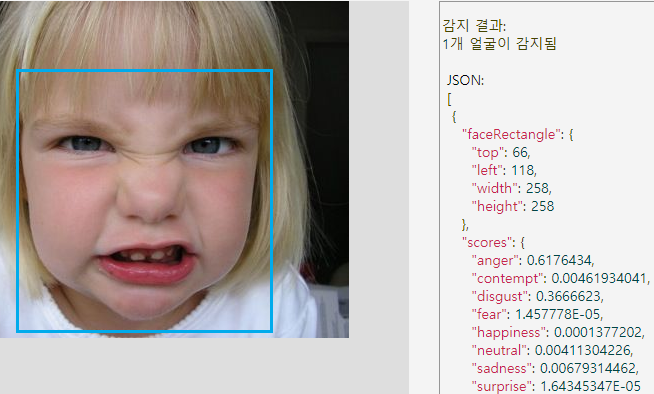 감지 결과:
1개 얼굴이 감지됨
JSON:
[
{
"faceRectangle": {
"top": 66,
"left": 118,
"width": 258,
"height": 258
},
"scores": {
"anger": 0.6176434,
"contempt": 0.00461934041,
"disgust": 0.3666623,
"fear": 1.457778E-05,
"happiness": 0.0001377202,
"neutral": 0.00411304226,
"sadness": 0.00679314462,
"surprise": 1.64345347E-05